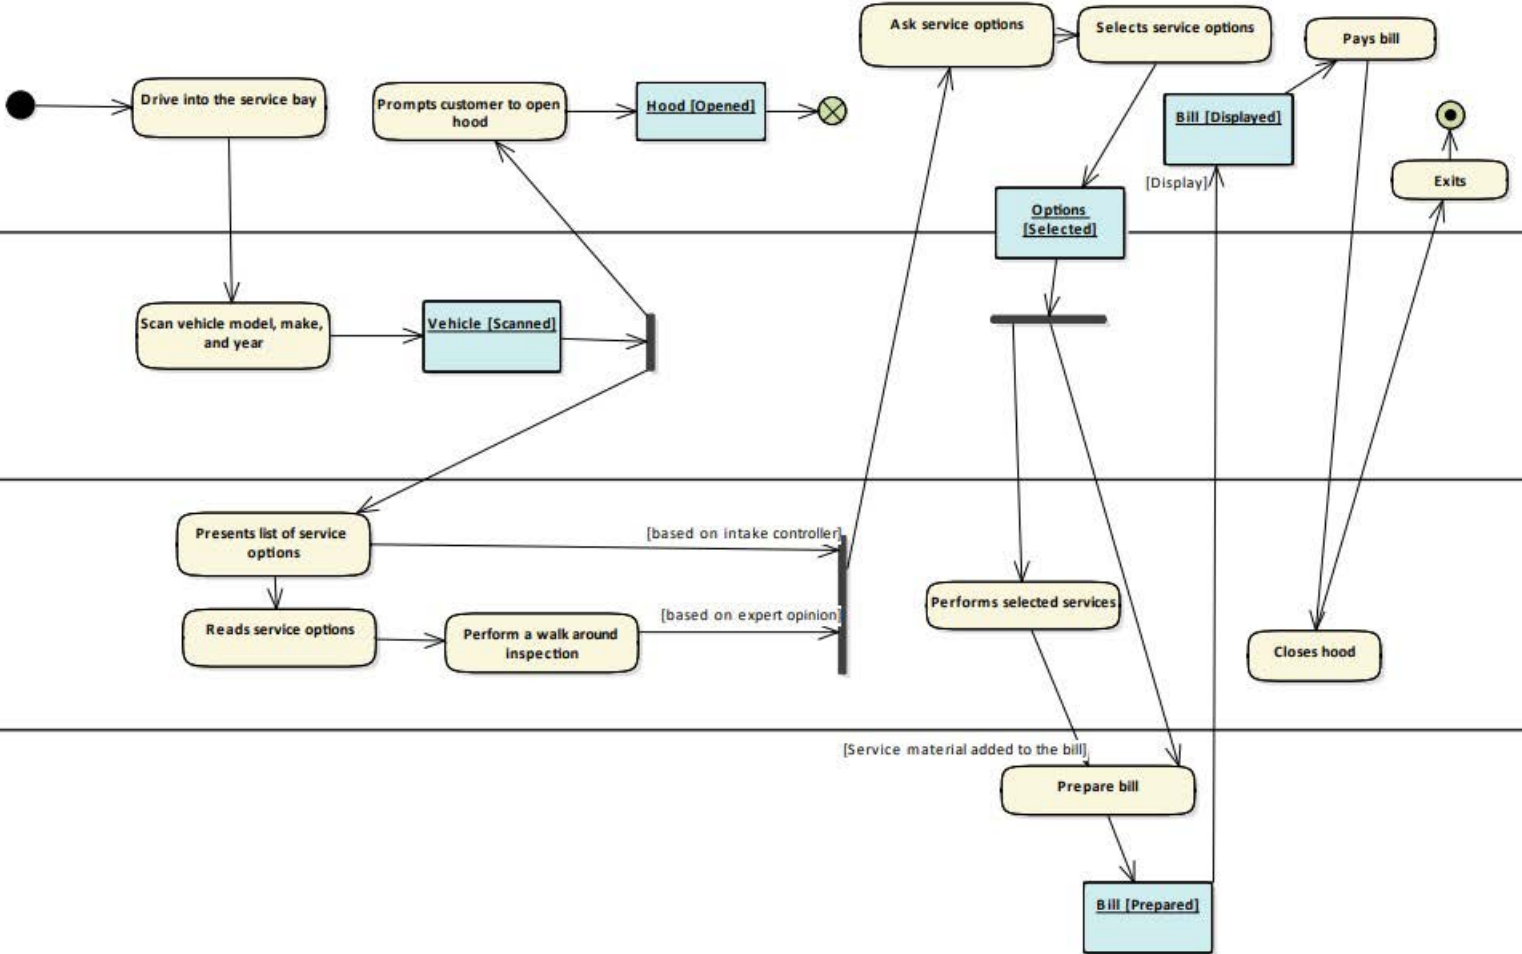 Ask service options
Selects service options
Pays bill
Drive into the service bay
Prompts customer to open
hood
Hood [Opened]
Bill [Displayed]
[Display]
Exits
Options
[Selected]
Scan vehicle model, make,
and year
Vehicle [Scanned]
Presents list of service
options
[based on intake controller]
Reads service options
Perform a walk around
inspection
[based on expert opinion]
Performs selected services
Closes hood
[Service material added to the bill]
Prepare bill
Bill [Prepared]